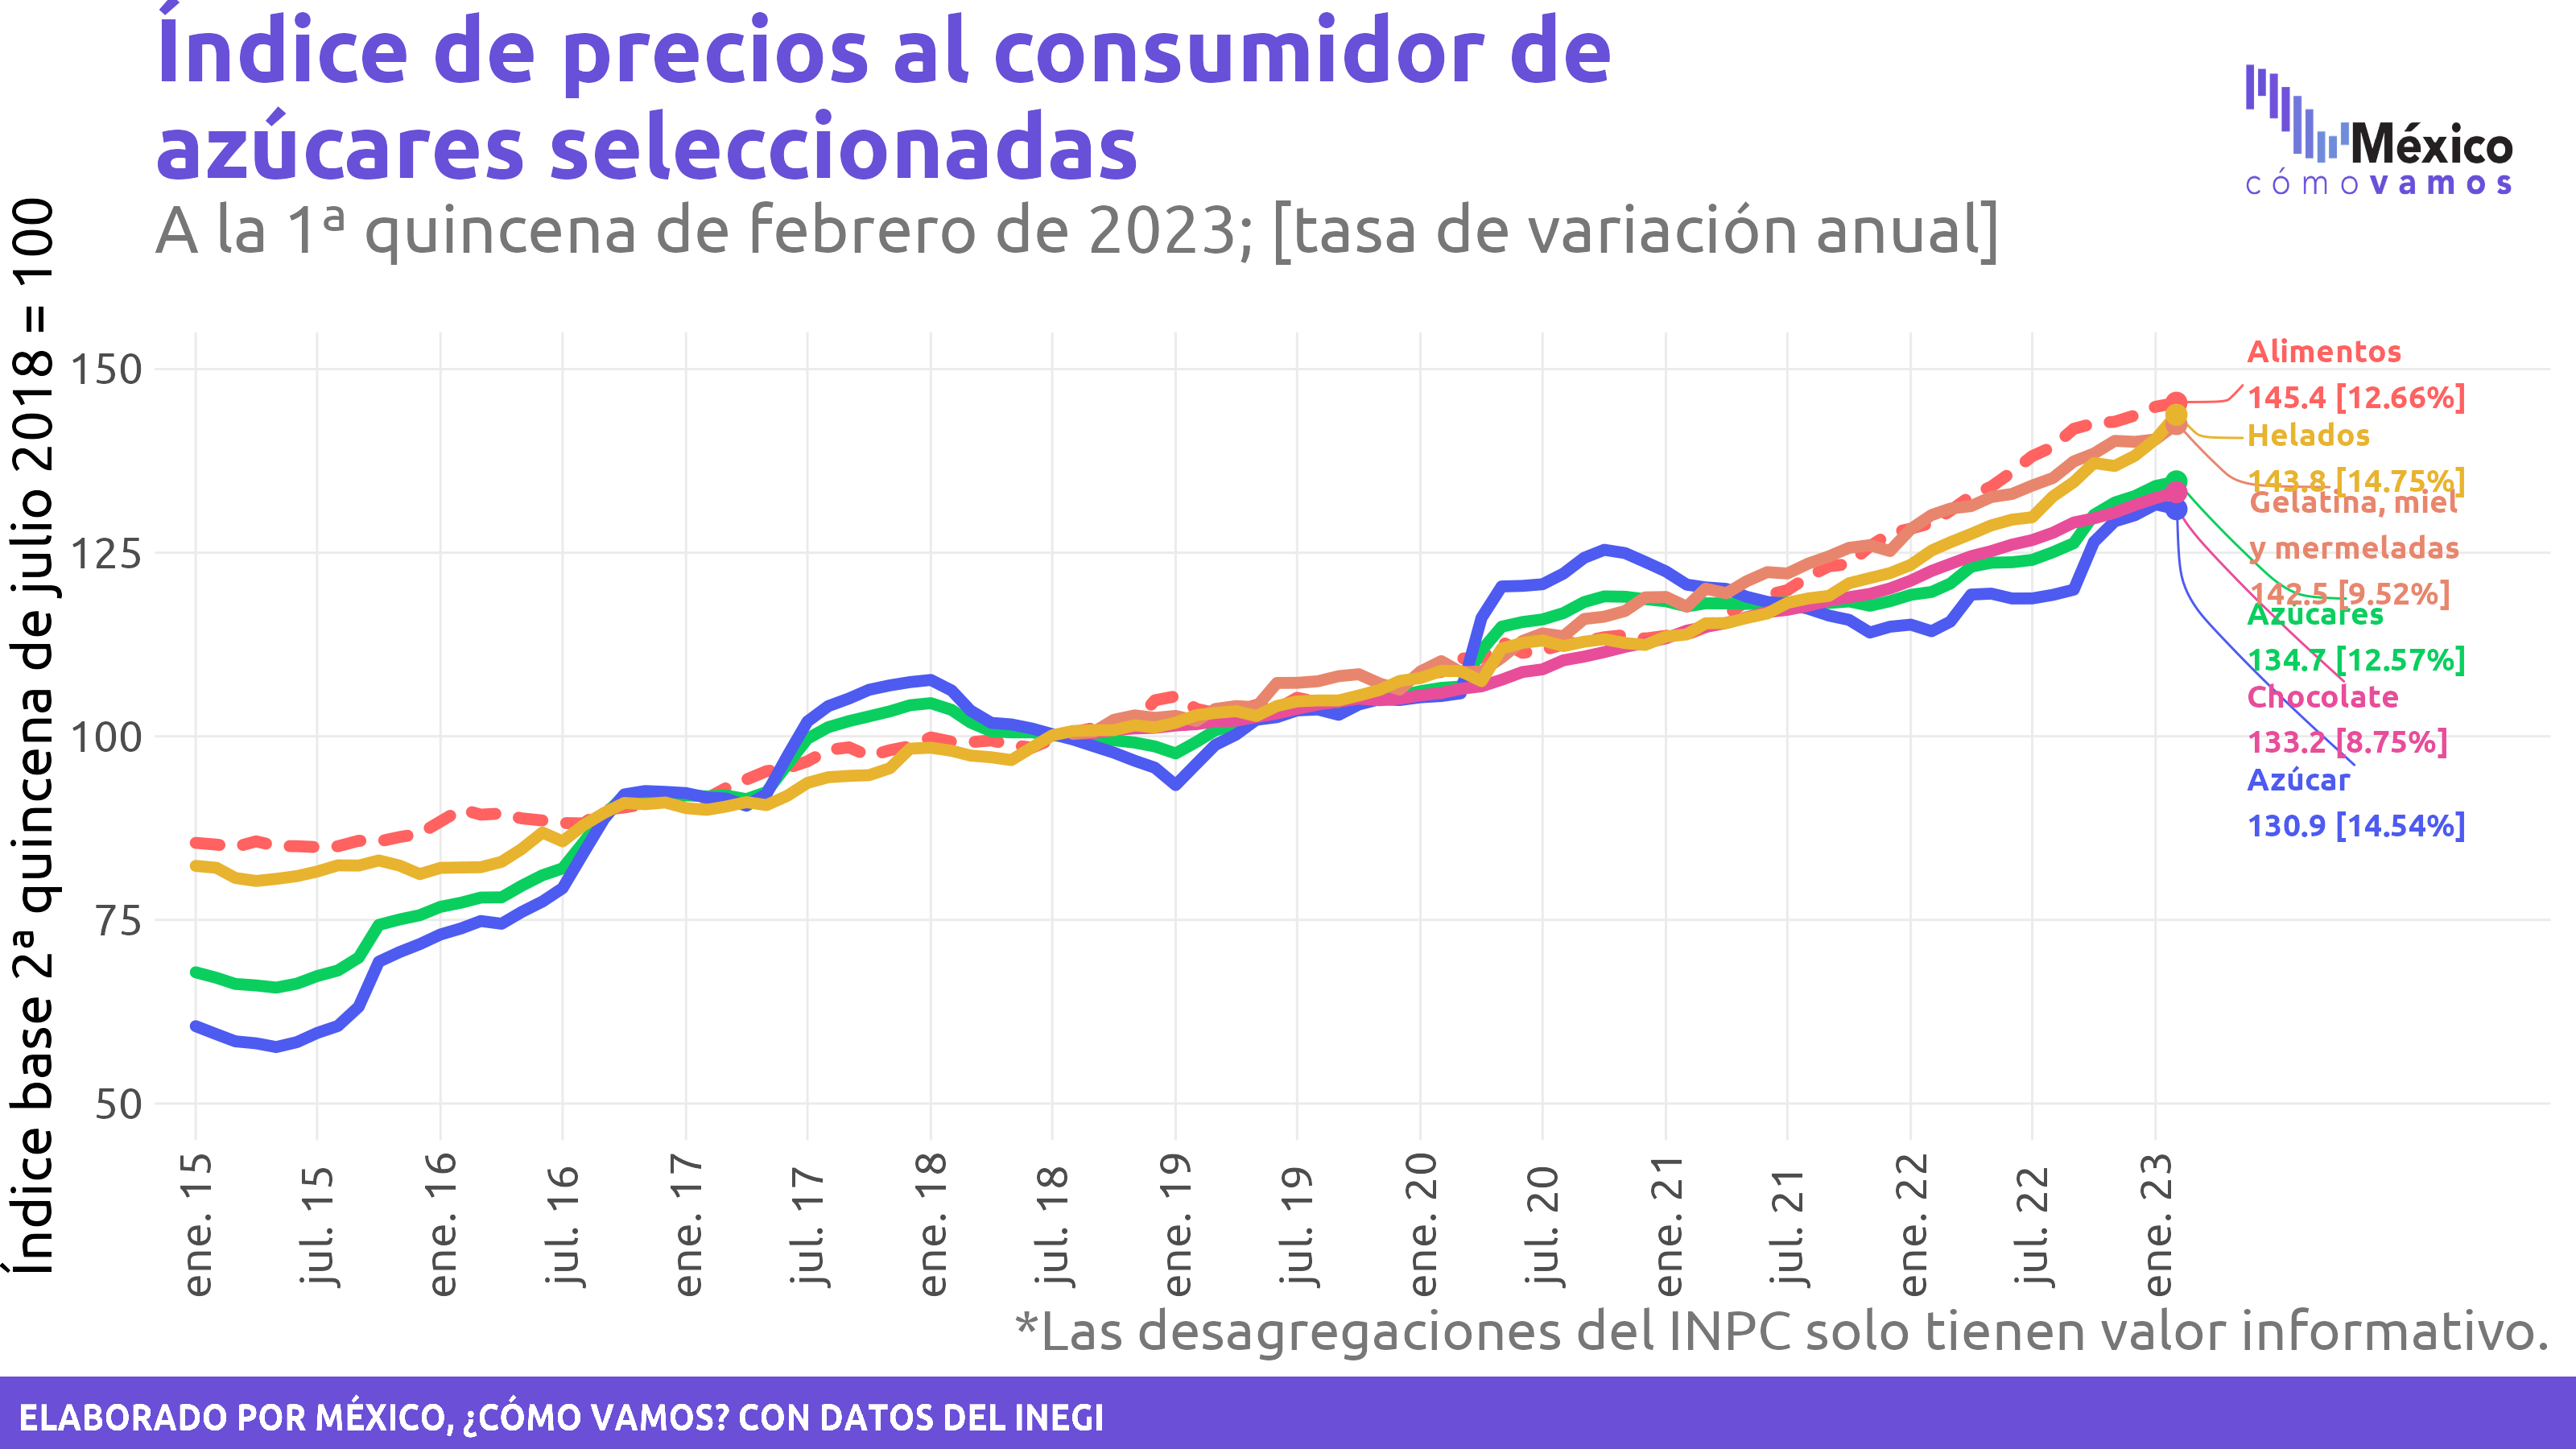 Índice de precios al consumidor de
azúcares seleccionadas
A la 1ª quincena de febrero de 2023; [tasa de variación anual]
México
cómo vamos
Índice base 2ª quincena de julio 2018 = 100
150
125
100
75
50
Alimentos
145.4 [12.66%]
Helados
143.8 [14.75%]
Gelatina, miel
y mermeladas
142.5 [9.52%]
Azúcares
134.7 [12.57%]
Chocolate
133.2 [8.75%]
Azúcar
130.9 [14.54%]
ene. 15
jul. 15
ene. 16
jul. 16
ene. 17
jul. 17
ene. 18
jul. 18
ene. 19
jul. 19
ene. 20
jul. 20
ene. 21
jul. 21
ene. 22
jul. 22
ene. 23
*Las desagregaciones del INPC solo tienen valor informativo.
ELABORADO POR MÉXICO, ¿CÓMO VAMOS? CON DATOS DEL INEGI